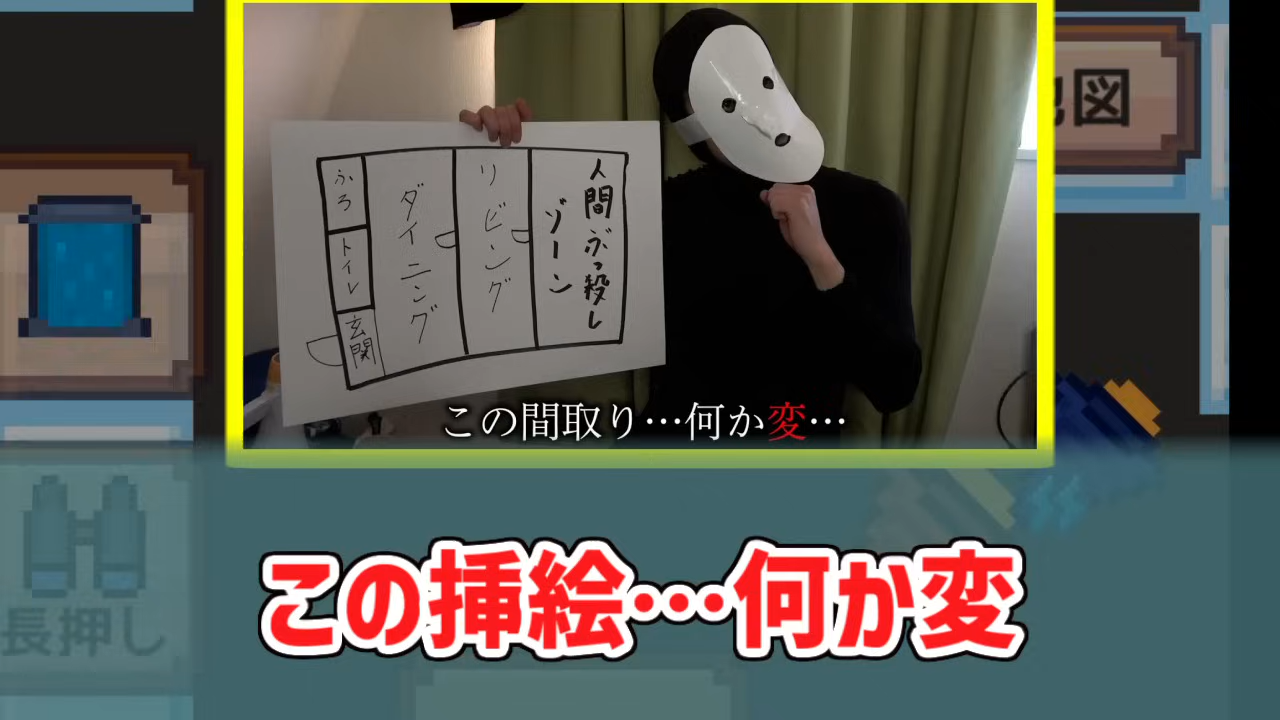 地図
ふろ
トイレ
玄関
ダイニング
リビング
人間ぶっ殺し
ゾーン
この間取り…何か変…
長押し
この挿絵…何か変